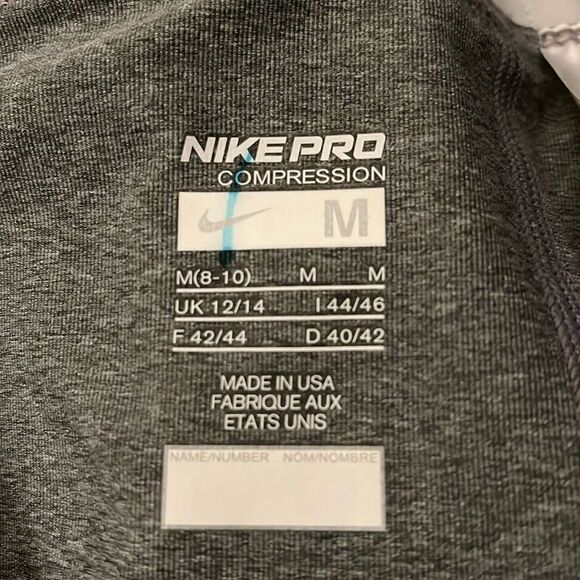 NIKE PRO
COMPRESSION
M
M(8-10) M M
UK 12/14 I 44/46
F 42/44 D 40/42
MADE IN USA
FABRIQUE AUX
ETATS UNIS
NAME/NUMBER NOM/NOMBRE